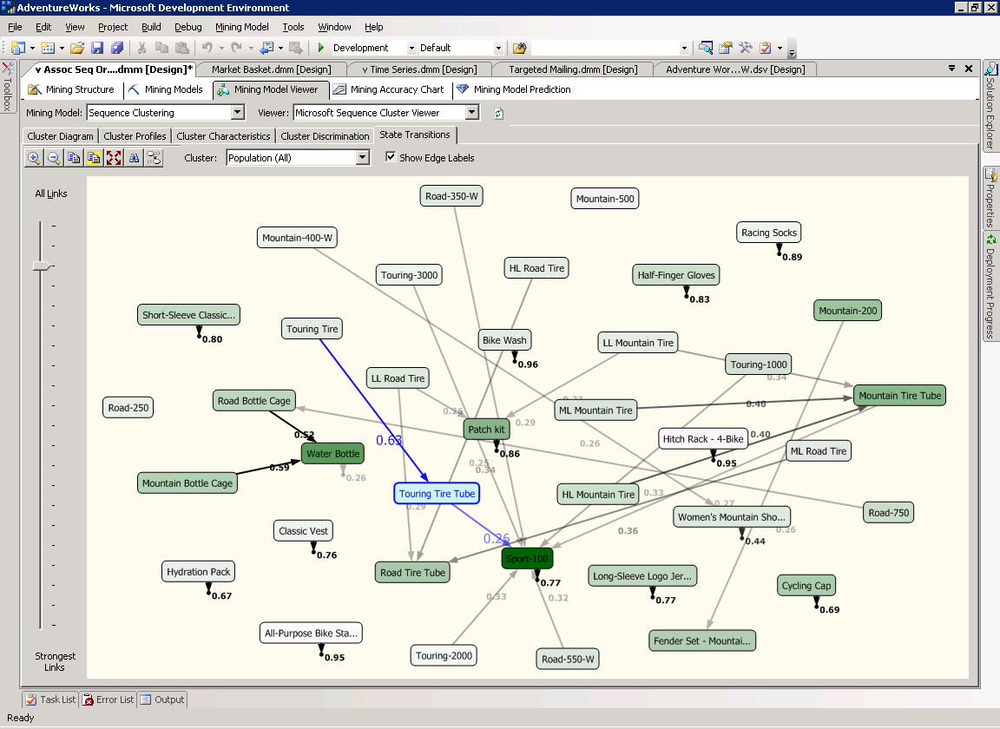 AdventureWorks - Microsoft Development Environment
File Edit View Project Build Debug Mining Model Tools Window Help
Development Default
v Assoc Seq Or....dmm [Design]* Market Basket.dmm [Design] v Time Series.dmm [Design] Targeted Mailing.dmm [Design] Adventure Wor...W.dsv [Design]
Mining Structure Mining Models Mining Model Viewer Mining Accuracy Chart Mining Model Prediction
Mining Model: Sequence Clustering Viewer: Microsoft Sequence Cluster Viewer
Cluster Diagram Cluster Profiles Cluster Characteristics Cluster Discrimination State Transitions
Cluster: Population (All) Show Edge Labels
Toolbox
Solution Explorer
Properties
Deployment Progress
All Links
Road-350-W
Mountain-500
Mountain-400-W
Racing Socks
0.89
Touring-3000
HL Road Tire
Half-Finger Gloves
0.83
Short-Sleeve Classic...
0.80
Mountain-200
Touring Tire
Bike Wash
0.96
LL Mountain Tire
Touring-1000
0.34
LL Road Tire
Mountain Tire Tube
Road-250
Road Bottle Cage
0.26
0.27
ML Mountain Tire
0.40
Patch kit
0.86
0.29
0.52
0.63
0.26
Hitch Rack - 4-Bike
0.95
0.40
Water Bottle
0.26
ML Road Tire
Mountain Bottle Cage
0.59
0.25
0.34
Touring Tire Tube
0.29
HL Mountain Tire
0.33
0.27
Women's Mountain Sho...
0.44
0.26
Road-750
Classic Vest
0.76
0.26
0.36
Sport-100
0.77
Hydration Pack
0.67
Road Tire Tube
0.33
0.32
Long-Sleeve Logo Jer...
0.77
Cycling Cap
0.69
All-Purpose Bike Sta...
0.95
Touring-2000
Road-550-W
Fender Set - Mountai...
Strongest
Links
Task List Error List Output
Ready